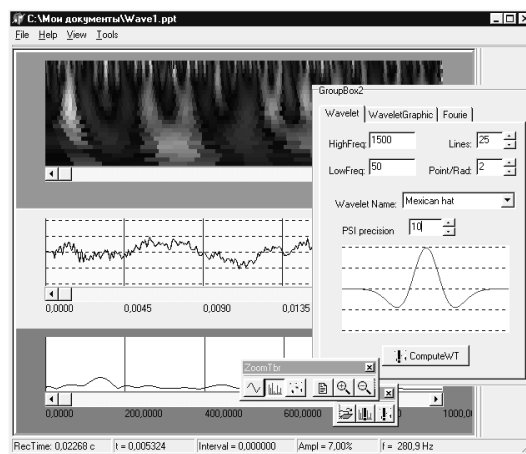 C:\Мои документы\Wave1.ppt
File Help View Tools
GroupBox2
Wavelet WaveletGraphic Fourie
HighFreq: 1500 Lines: 25
LowFreq: 50 Point/Rad: 2
Wavelet Name: Mexican hat
PSI precision 10
0,0000 0,0045 0,0090 0,0135
ComputeWT
ZoomTbr
0,0000 200,0000 400,0000 600,0000 1000,0
RecTime: 0,02268 c t = 0,005324 Interval = 0,000000 Ampl = 7,00% f = 280,9 Hz